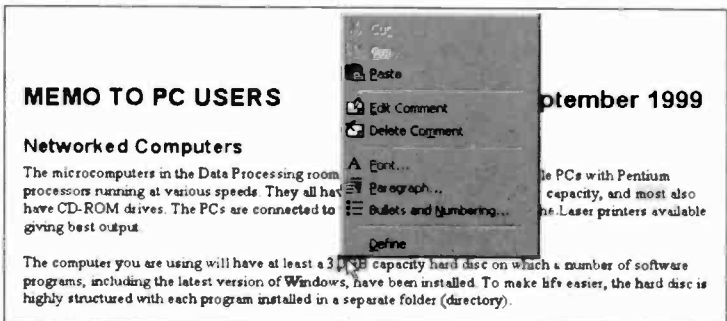 Cut
Paste
MEMO TO PC USERS ptember 1999
Edit Comment
Delete Comment
Networked Computers
The microcomputers in the Data Processing room le PCs with Pentium
Font...
processors running at various speeds. They all hav capacity, and most also
Paragraph...
have CD-ROM drives. The PCs are connected to he Laser printers available
Bullets and Numbering...
giving best output
Define
The computer you are using will have at least a 3 capacity hard disc on which a number of software
programs, including the latest version of Windows, have been installed. To make life easier, the hard disc is
highly structured with each program installed in a separate folder (directory).